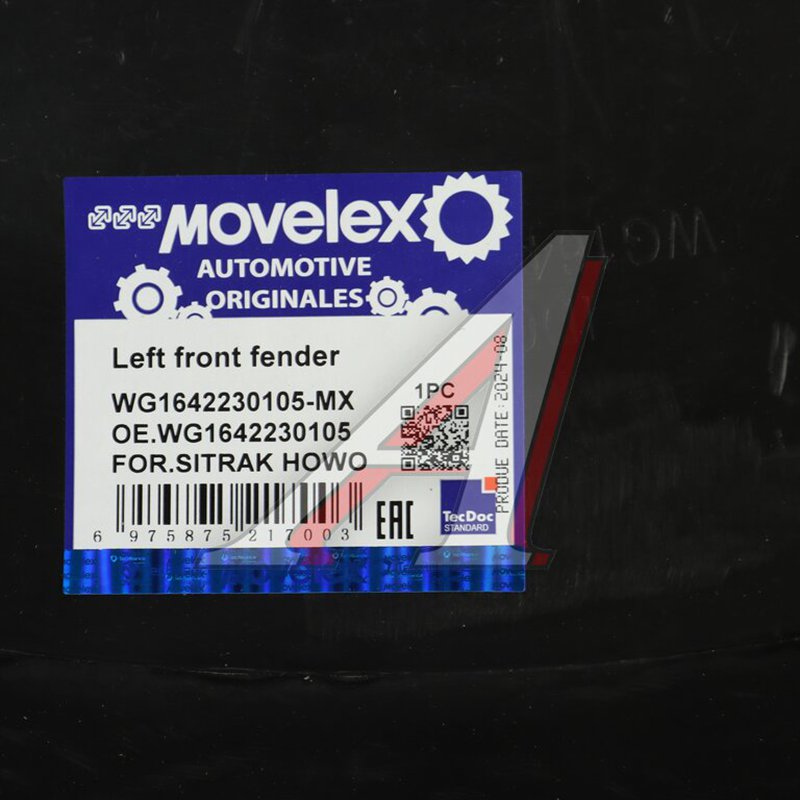 MOVELEX
AUTOMOTIVE
ORIGINALES
Left front fender
WG1642230105-MX
1PC
OE.WG1642230105
FOR.SITRAK HOWO
PRODUE DATE: 2024-08
6 975875 217003
EAC
TecDoc
STANDARD